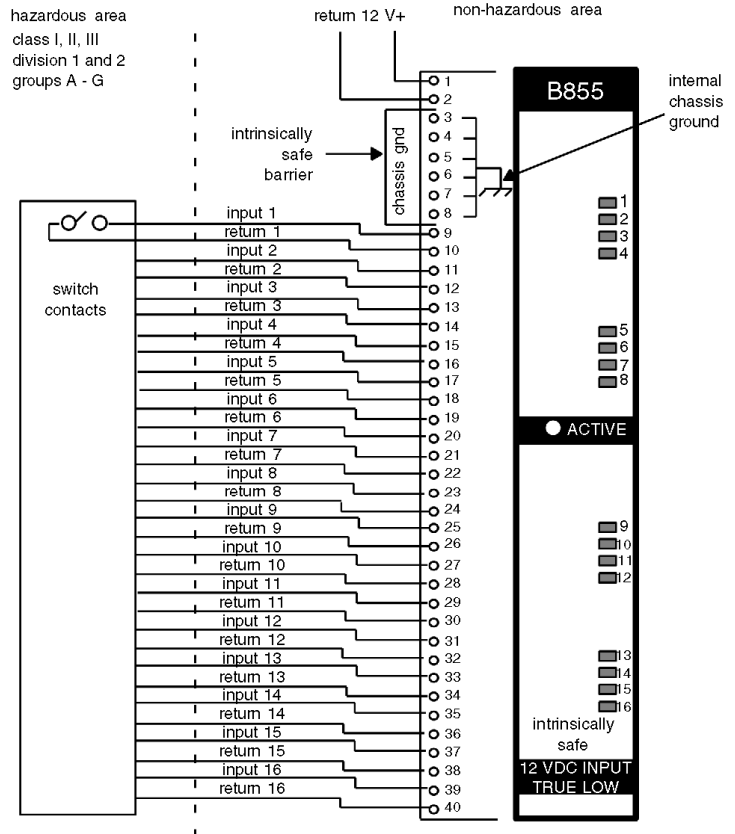 hazardous area
class I, II, III
division 1 and 2
groups A - G
return 12 V+
non-hazardous area
intrinsically
safe
barrier
chassis gnd
internal
chassis
ground
B855
switch
contacts
input 1
return 1
input 2
return 2
input 3
return 3
input 4
return 4
input 5
return 5
input 6
return 6
input 7
return 7
input 8
return 8
input 9
return 9
input 10
return 10
input 11
return 11
input 12
return 12
input 13
return 13
input 14
return 14
input 15
return 15
input 16
return 16
1
2
3
4
5
6
7
8
9
10
11
12
13
14
15
16
17
18
19
20
21
22
23
24
25
26
27
28
29
30
31
32
33
34
35
36
37
38
39
40
1
2
3
4
5
6
7
8
ACTIVE
9
10
11
12
13
14
15
16
intrinsically
safe
12 VDC INPUT
TRUE LOW